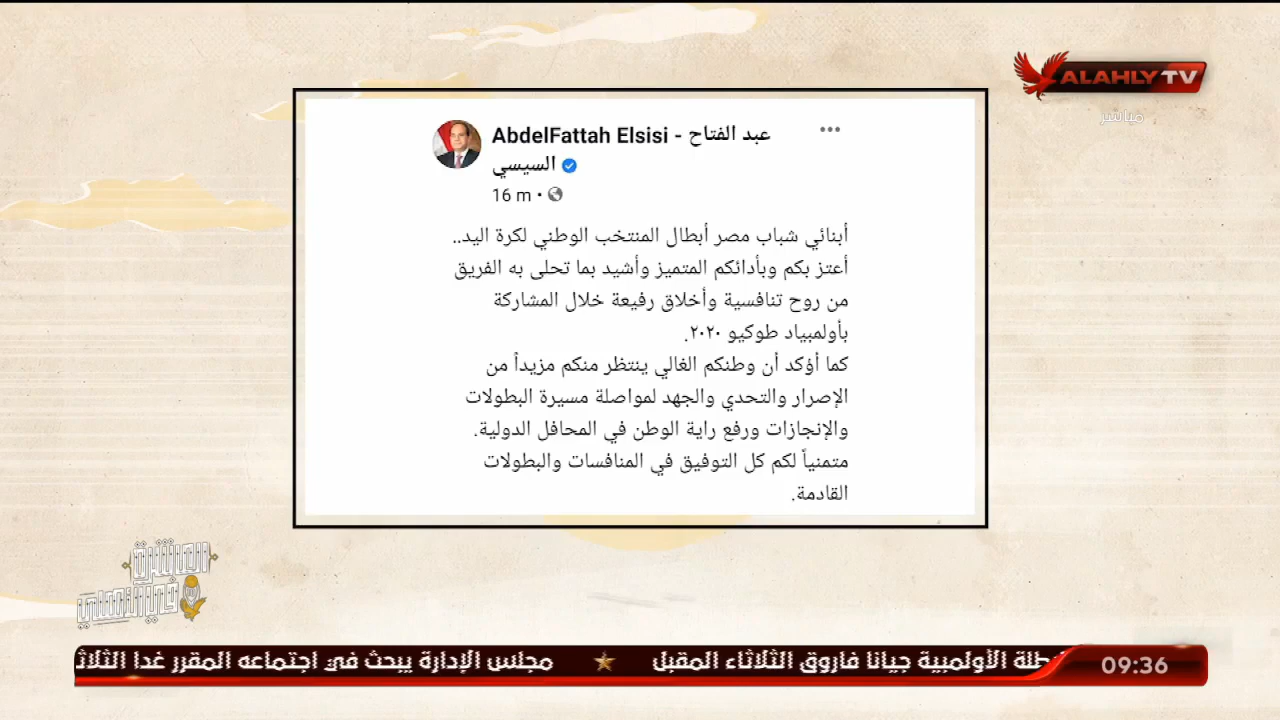 ALAHLY TV
مباشر
AbdelFattah Elsisi - عبد الفتاح
السيسي
16 m
أبنائي شباب مصر أبطال المنتخب الوطني لكرة اليد..
أعتز بكم وبأدائكم المتميز وأشيد بما تحلى به الفريق
من روح تنافسية وأخلاق رفيعة خلال المشاركة
بأولمبياد طوكيو ٢٠٢٠.
كما أؤكد أن وطنكم الغالي ينتظر منكم مزيداً من
الإصرار والتحدي والجهد لمواصلة مسيرة البطولات
والإنجازات ورفع راية الوطن في المحافل الدولية.
متمنياً لكم كل التوفيق في المنافسات والبطولات
القادمة.
في الأهلي
الأولمبية جيانا فاروق الثلاثاء المقبل ★ مجلس الإدارة يبحث في اجتماعه المقرر غدا
09:36